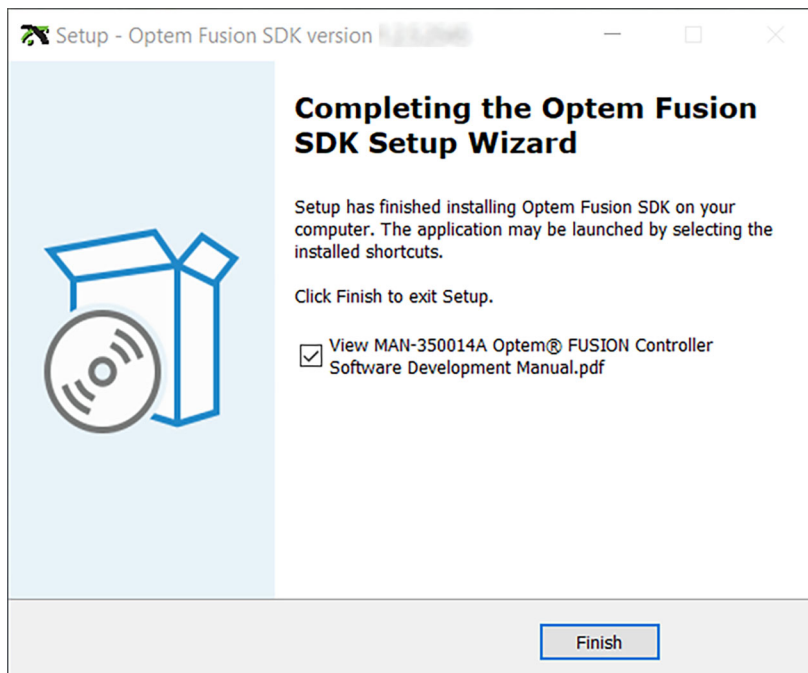 Setup - Optem Fusion SDK version
Completing the Optem Fusion
SDK Setup Wizard
Setup has finished installing Optem Fusion SDK on your
computer. The application may be launched by selecting the
installed shortcuts.
Click Finish to exit Setup.
View MAN-350014A Optem® FUSION Controller
Software Development Manual.pdf
Finish